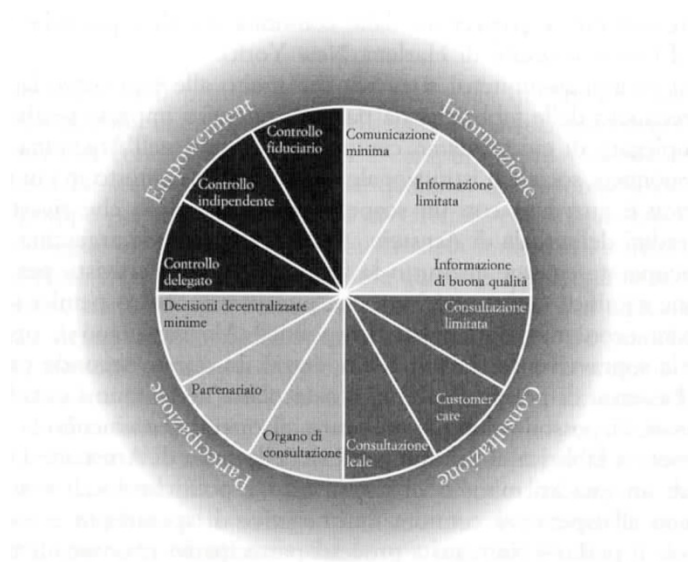 Empowerment
Informazione
Controllo
fiduciario
Comunicazione
minima
Controllo
indipendente
Informazione
limitata
Controllo
delegato
Informazione
di buona qualità
Decisioni decentralizzate
minime
Consultazione
limitata
Partenariato
Customer
care
Organo di
consultazione
Consultazione
leale
Partecipazione
Consultazione